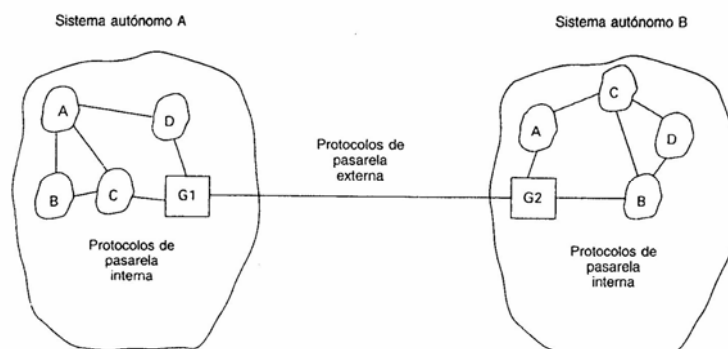 Sistema autónomo A
Sistema autónomo B
A
D
B
C
G1
Protocolos de
pasarela
interna
Protocolos de
pasarela
externa
C
A
D
G2
B
Protocolos de
pasarela
interna